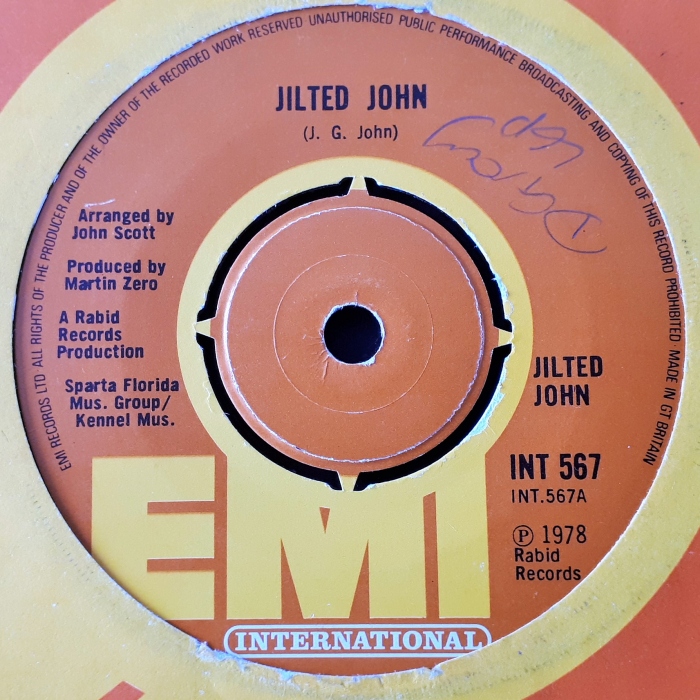 EMI RECORDS LTD ALL RIGHTS OF THE PRODUCER AND OF THE OWNER OF THE RECORDED WORK RESERVED UNAUTHORISED PUBLIC PERFORMANCE BROADCASTING AND COPYING OF THIS RECORD PROHIBITED · MADE IN GT BRITAIN
JILTED JOHN
(J. G. John)
Arranged by
John Scott
Produced by
Martin Zero
A Rabid
Records
Production
Sparta Florida
Mus. Group/
Kennel Mus.
JILTED
JOHN
INT 567
INT.567A
Ⓟ 1978
Rabid
Records
EMI
INTERNATIONAL